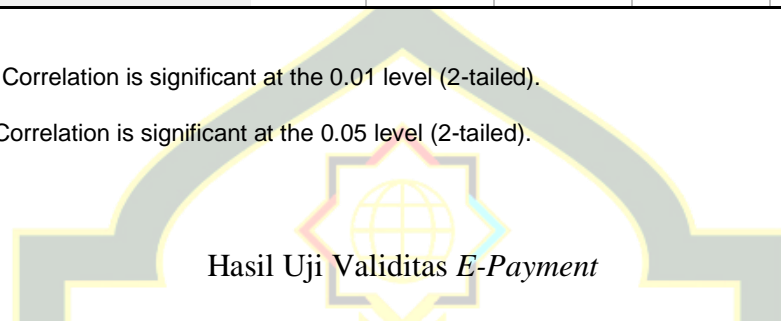 Correlation is significant at the 0.01 level (2-tailed).
Correlation is significant at the 0.05 level (2-tailed).
Hasil Uji Validitas E-Payment